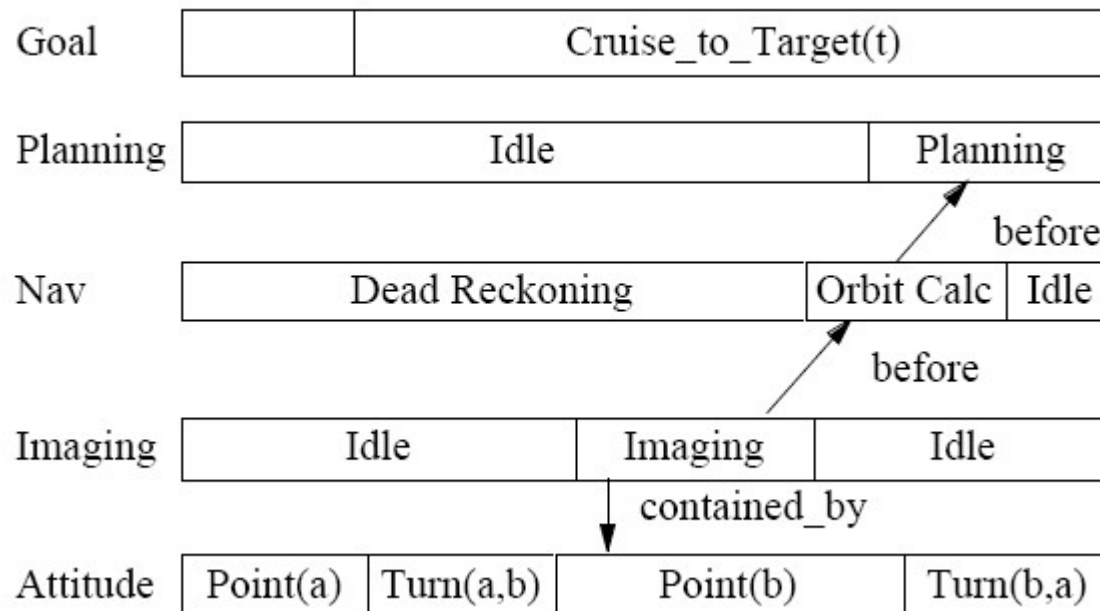 Goal Cruise_to_Target(t)
Planning Idle Planning
before
Nav Dead Reckoning Orbit Calc Idle
before
Imaging Idle Imaging Idle
contained_by
Attitude Point(a) Turn(a,b) Point(b) Turn(b,a)